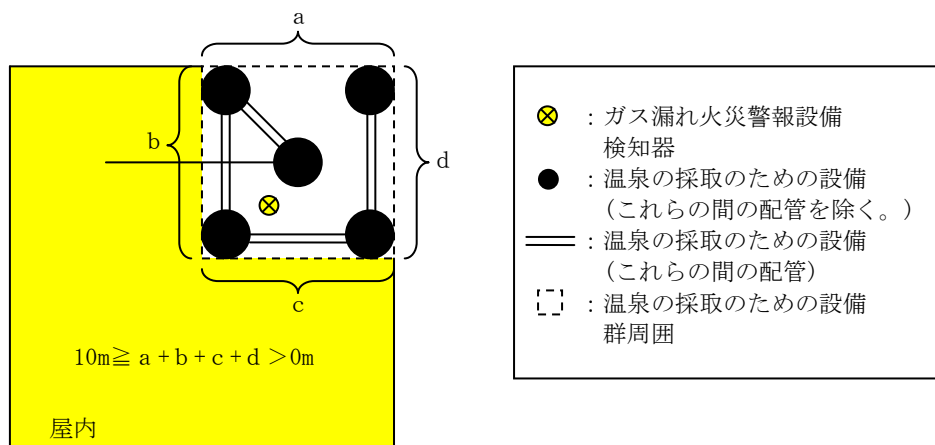 a
b
d
c
10m≧ a + b + c + d >0m
屋内
：ガス漏れ火災警報設備
検知器
：温泉の採取のための設備
（これらの間の配管を除く。）
：温泉の採取のための設備
（これらの間の配管）
：温泉の採取のための設備
群周囲